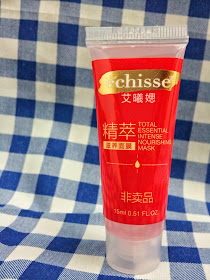 chisse
艾曦媤
精萃
滋养面膜
TOTAL
ESSENTIAL
INTENSE
NOURISHING
MASK
非卖品
15ml 0.51 FL.OZ.